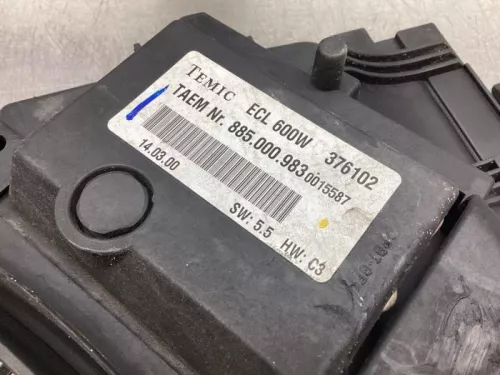 TEMIC ECL 600W 376102
TAEM Nr. 885.000.983 0015587
14.03.00 SW: 5.5 HW: C3